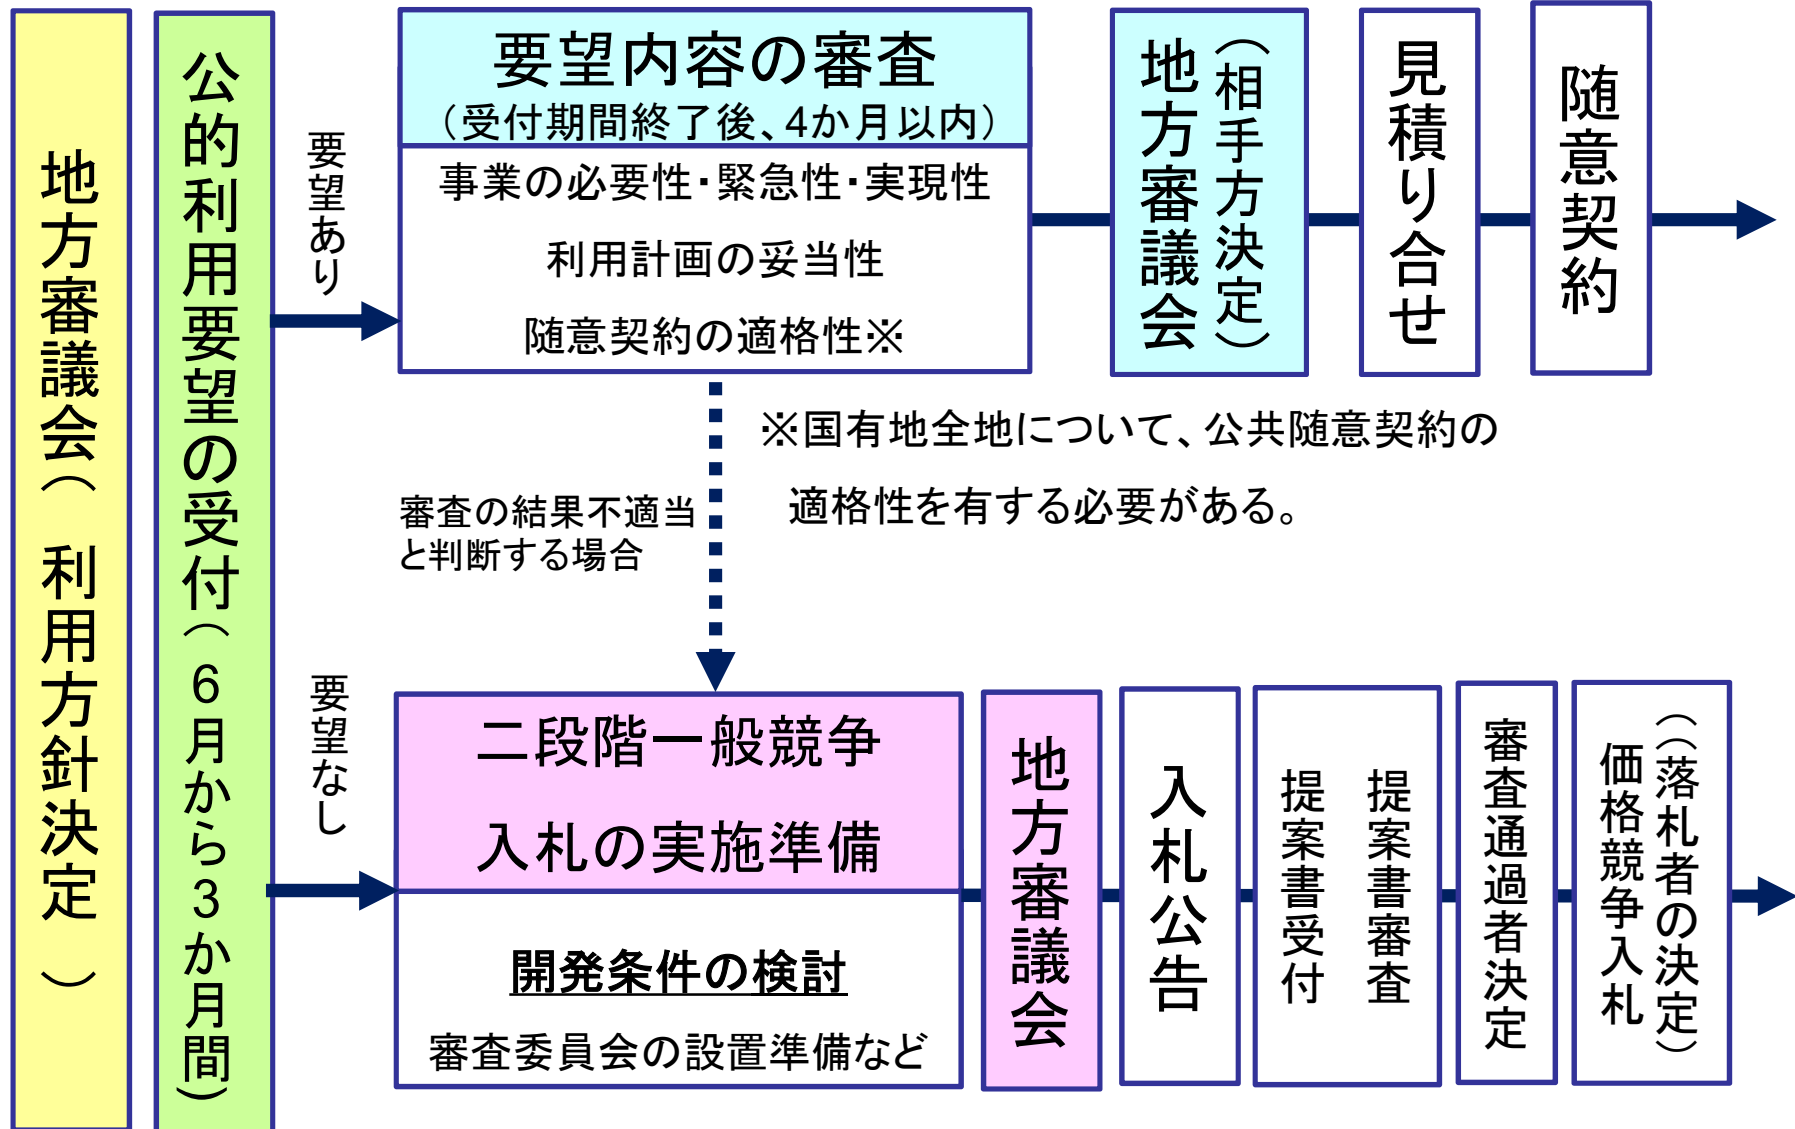 地方審議会（ 利用方針決定 ）
公的利用要望の受付（６月から３か月間）
要望あり
要望内容の審査
（受付期間終了後、4か月以内）
事業の必要性・緊急性・実現性
利用計画の妥当性
随意契約の適格性※
地方審議会
（相手方決定）
見積り合せ
随意契約
※国有地全地について、公共随意契約の
適格性を有する必要がある。
審査の結果不適当
と判断する場合
要望なし
二段階一般競争
入札の実施準備
開発条件の検討
審査委員会の設置準備など
地方審議会
入札公告
提案書受付
提案書審査
審査通過者決定
価格競争入札
（（落札者の決定）